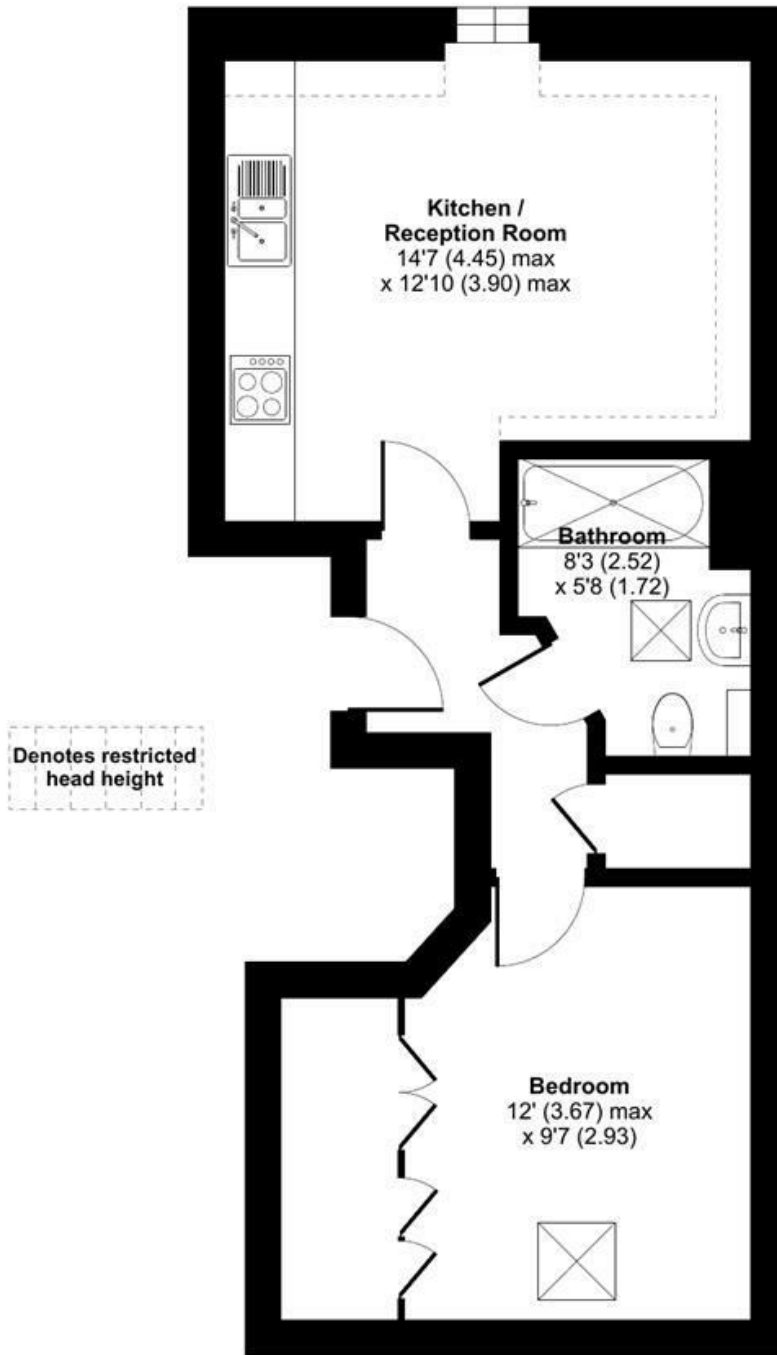 Kitchen /
Reception Room
14'7 (4.45) max
x 12'10 (3.90) max
Bathroom
8'3 (2.52)
x 5'8 (1.72)
Denotes restricted
head height
Bedroom
12' (3.67) max
x 9'7 (2.93)